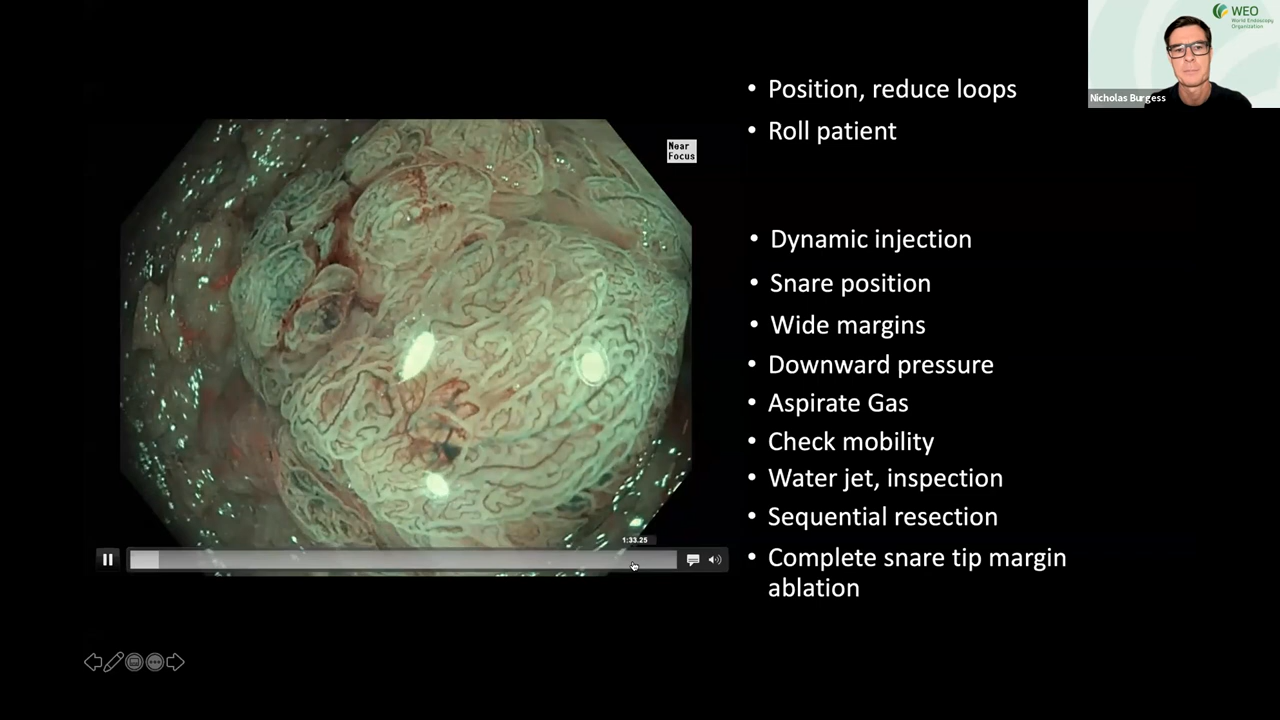 WEO
World Endoscopy
Organization
Nicholas Burgess
• Position, reduce loops
• Roll patient
Near
Focus
• Dynamic injection
• Snare position
• Wide margins
• Downward pressure
• Aspirate Gas
• Check mobility
• Water jet, inspection
• Sequential resection
• Complete snare tip margin
ablation
1:33.25